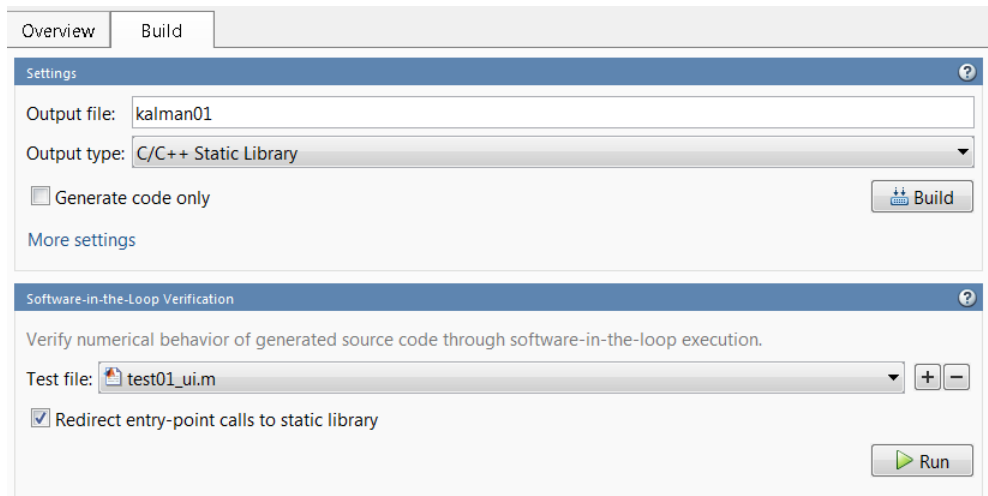 Overview Build
Settings ?
Output file: kalman01
Output type: C/C++ Static Library
Generate code only Build
More settings
Software-in-the-Loop Verification ?
Verify numerical behavior of generated source code through software-in-the-loop execution.
Test file: test01_ui.m + −
Redirect entry-point calls to static library
Run